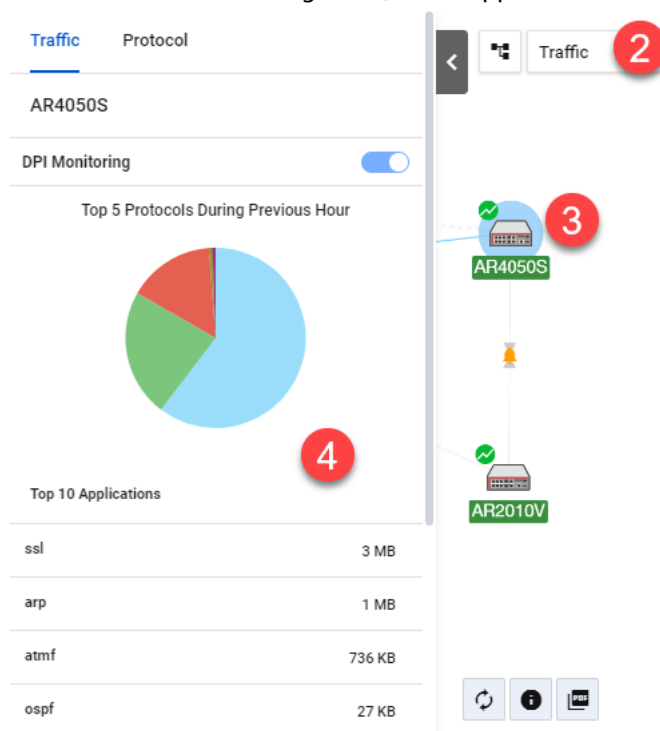 Traffic Protocol
Traffic 2
AR4050S
DPI Monitoring
Top 5 Protocols During Previous Hour
3
AR4050S
4
Top 10 Applications
AR2010V
ssl 3 MB
arp 1 MB
atmf 736 KB
ospf 27 KB
PDF